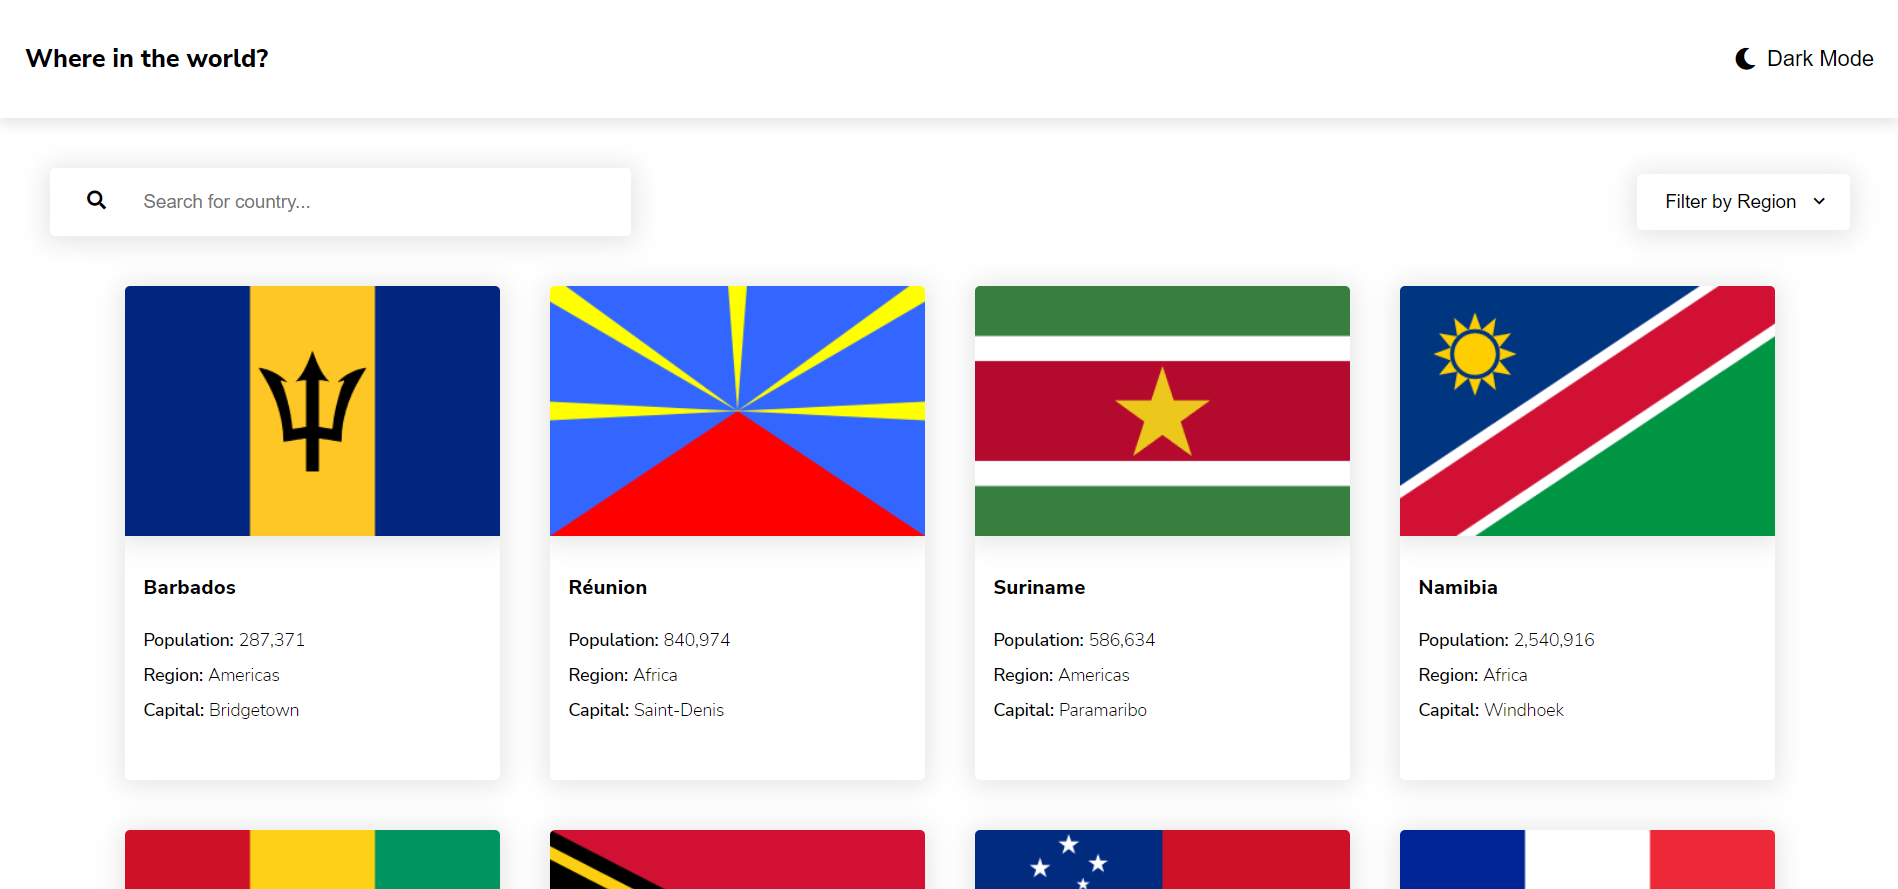 Where in the world?
Dark Mode
Search for country...
Filter by Region
Barbados
Population: 287,371
Region: Americas
Capital: Bridgetown
Réunion
Population: 840,974
Region: Africa
Capital: Saint-Denis
Suriname
Population: 586,634
Region: Americas
Capital: Paramaribo
Namibia
Population: 2,540,916
Region: Africa
Capital: Windhoek